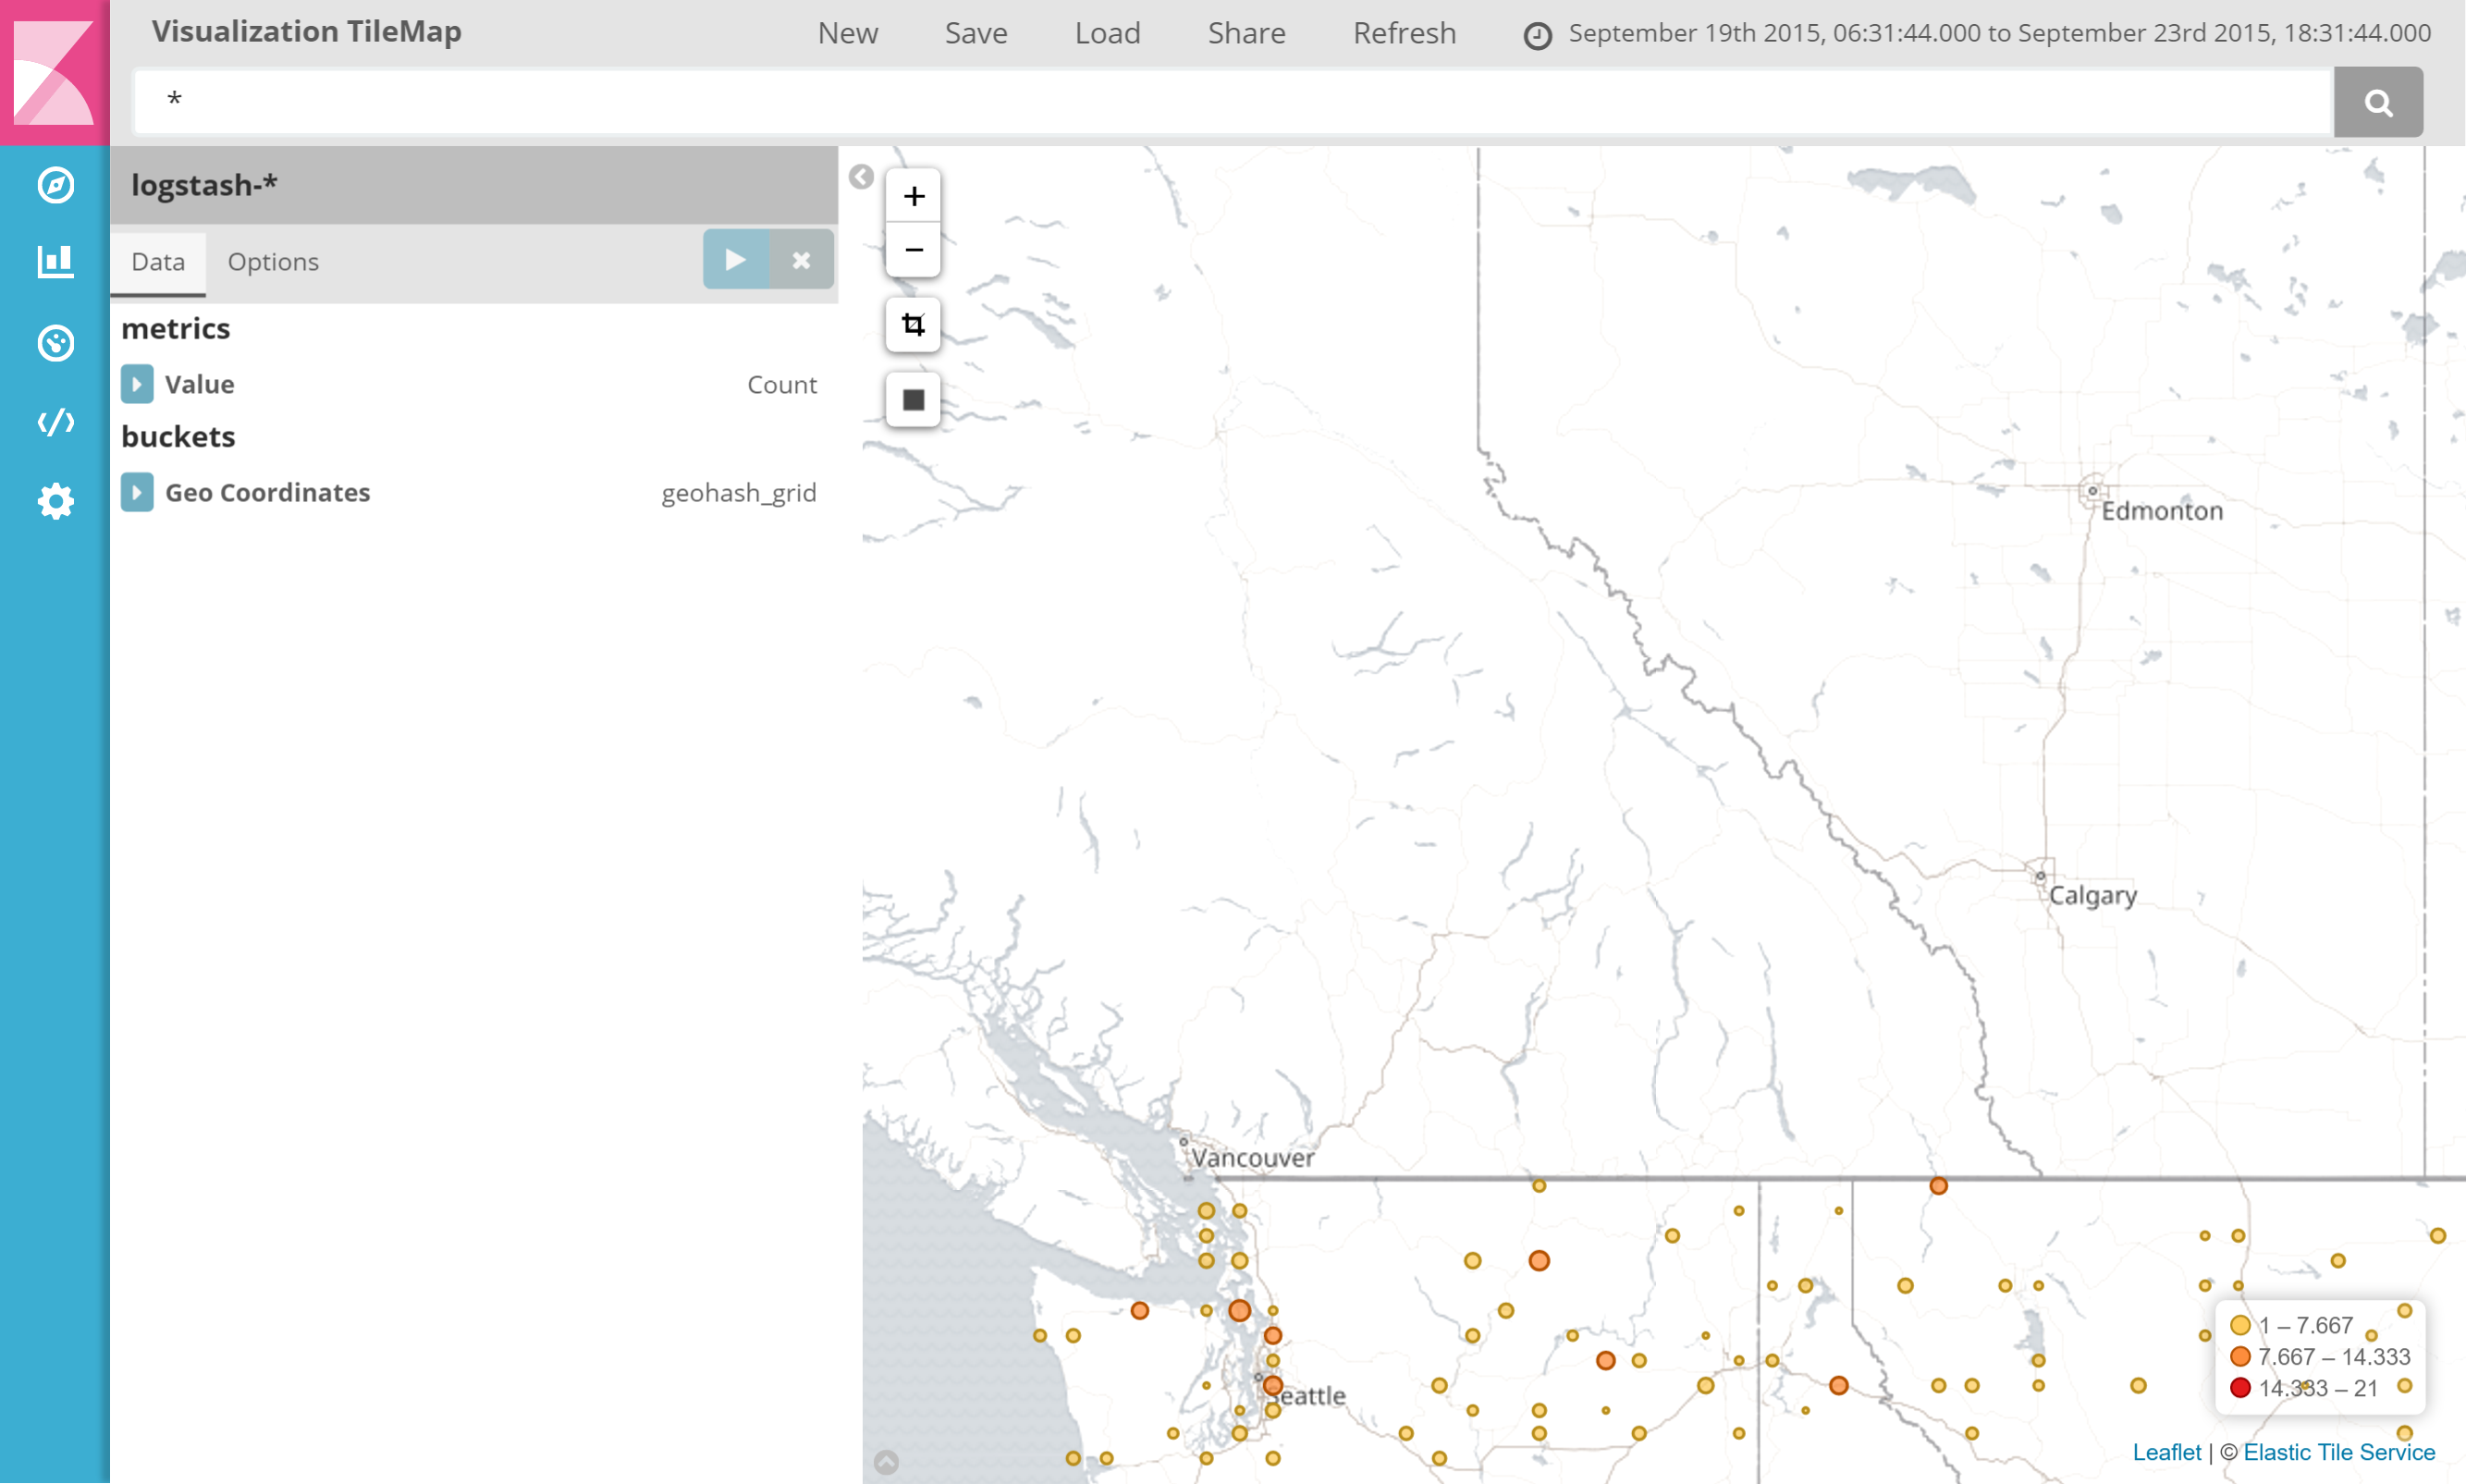 Visualization TileMap
New Save Load Share Refresh September 19th 2015, 06:31:44.000 to September 23rd 2015, 18:31:44.000
*
logstash-*
Data Options
metrics
Value Count
buckets
Geo Coordinates geohash_grid
+
−
Edmonton
Calgary
Vancouver
Seattle
1 – 7.667
7.667 – 14.333
14.333 – 21
Leaflet | © Elastic Tile Service